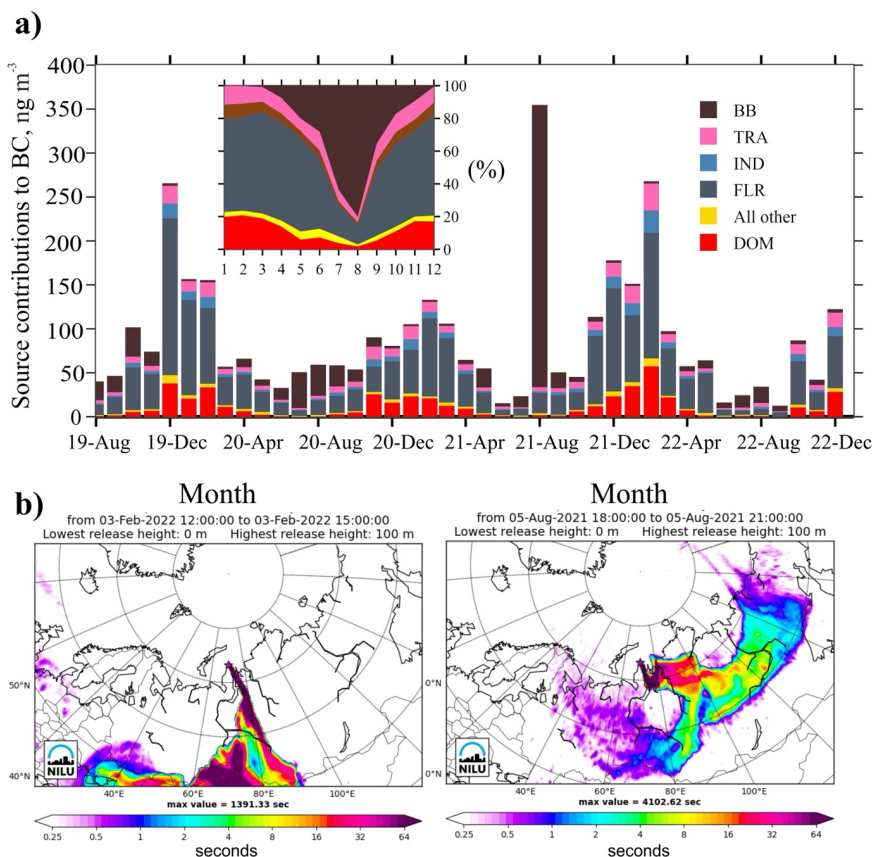 a)
Source contributions to BC, ng m⁻³
400
350
300
250
200
150
100
50
0
100
80
60
40
20
0
(%)
1 2 3 4 5 6 7 8 9 10 11 12
BB
TRA
IND
FLR
All other
DOM
19-Aug 19-Dec 20-Apr 20-Aug 20-Dec 21-Apr 21-Aug 21-Dec 22-Apr 22-Aug 22-Dec
Month Month
b)
from 03-Feb-2022 12:00:00 to 03-Feb-2022 15:00:00
Lowest release height: 0 m Highest release height: 100 m
50°N
40°N
NILU
40°E 60°E 80°E 100°E
max value = 1391.33 sec
0.25 0.5 1 2 4 8 16 32 64
seconds
from 05-Aug-2021 18:00:00 to 05-Aug-2021 21:00:00
Lowest release height: 0 m Highest release height: 100 m
0°N
0°N
NILU
40°E 60°E 80°E 100°E
max value = 4102.62 sec
0.25 0.5 1 2 4 8 16 32 64
seconds